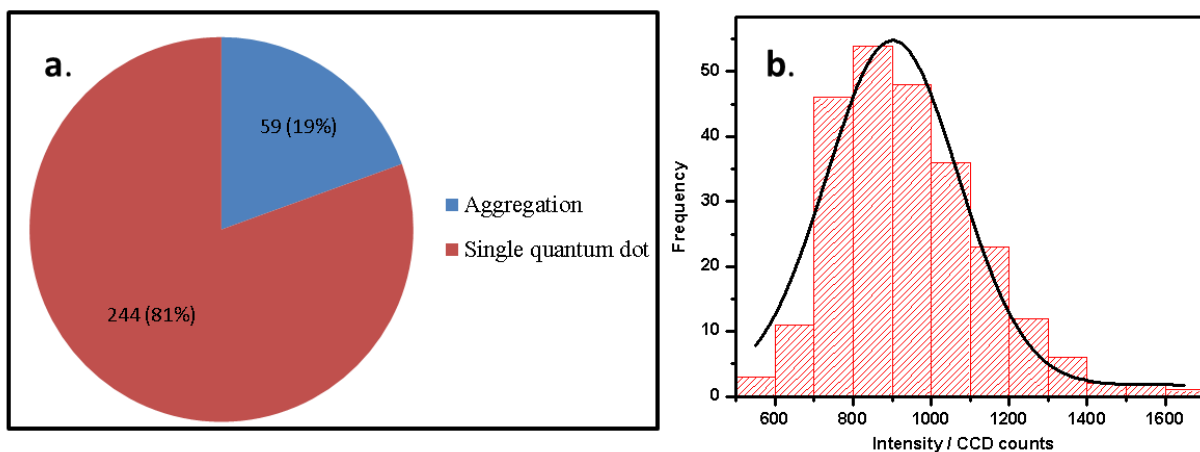 a.
59 (19%)
244 (81%)
Aggregation
Single quantum dot
b.
Frequency
50
40
30
20
10
0
600 800 1000 1200 1400 1600
Intensity / CCD counts